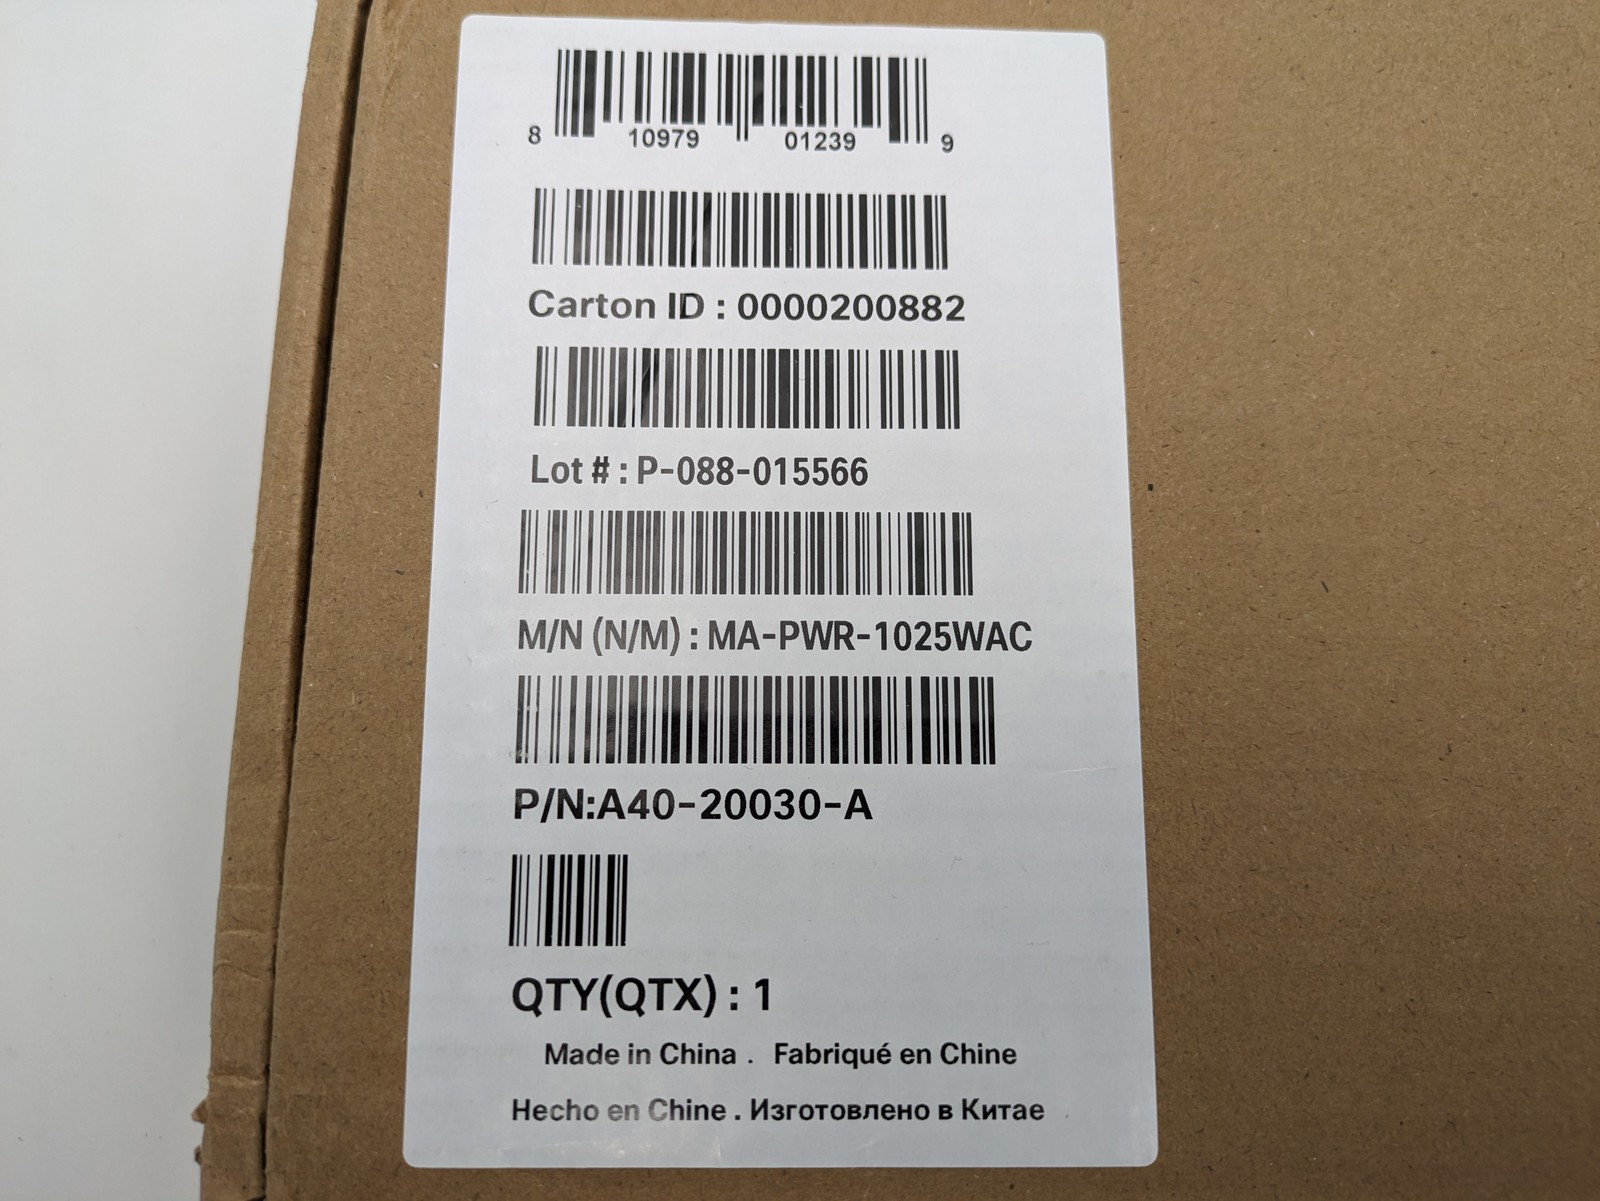 8 10979 01239 9
Carton ID : 0000200882
Lot # : P-088-015566
M/N (N/M) : MA-PWR-1025WAC
P/N:A40-20030-A
QTY(QTX) : 1
Made in China . Fabriqué en Chine
Hecho en Chine . Изготовлено в Китае